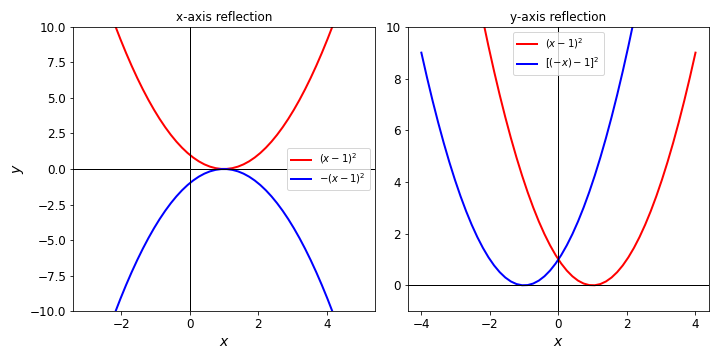 x-axis reflection
10.0
7.5
5.0
2.5
0.0
−2.5
−5.0
−7.5
−10.0
y
(x − 1)²
−(x − 1)²
−2 0 2 4
x
y-axis reflection
10
8
6
4
2
0
(x − 1)²
[(−x) − 1]²
−4 −2 0 2 4
x